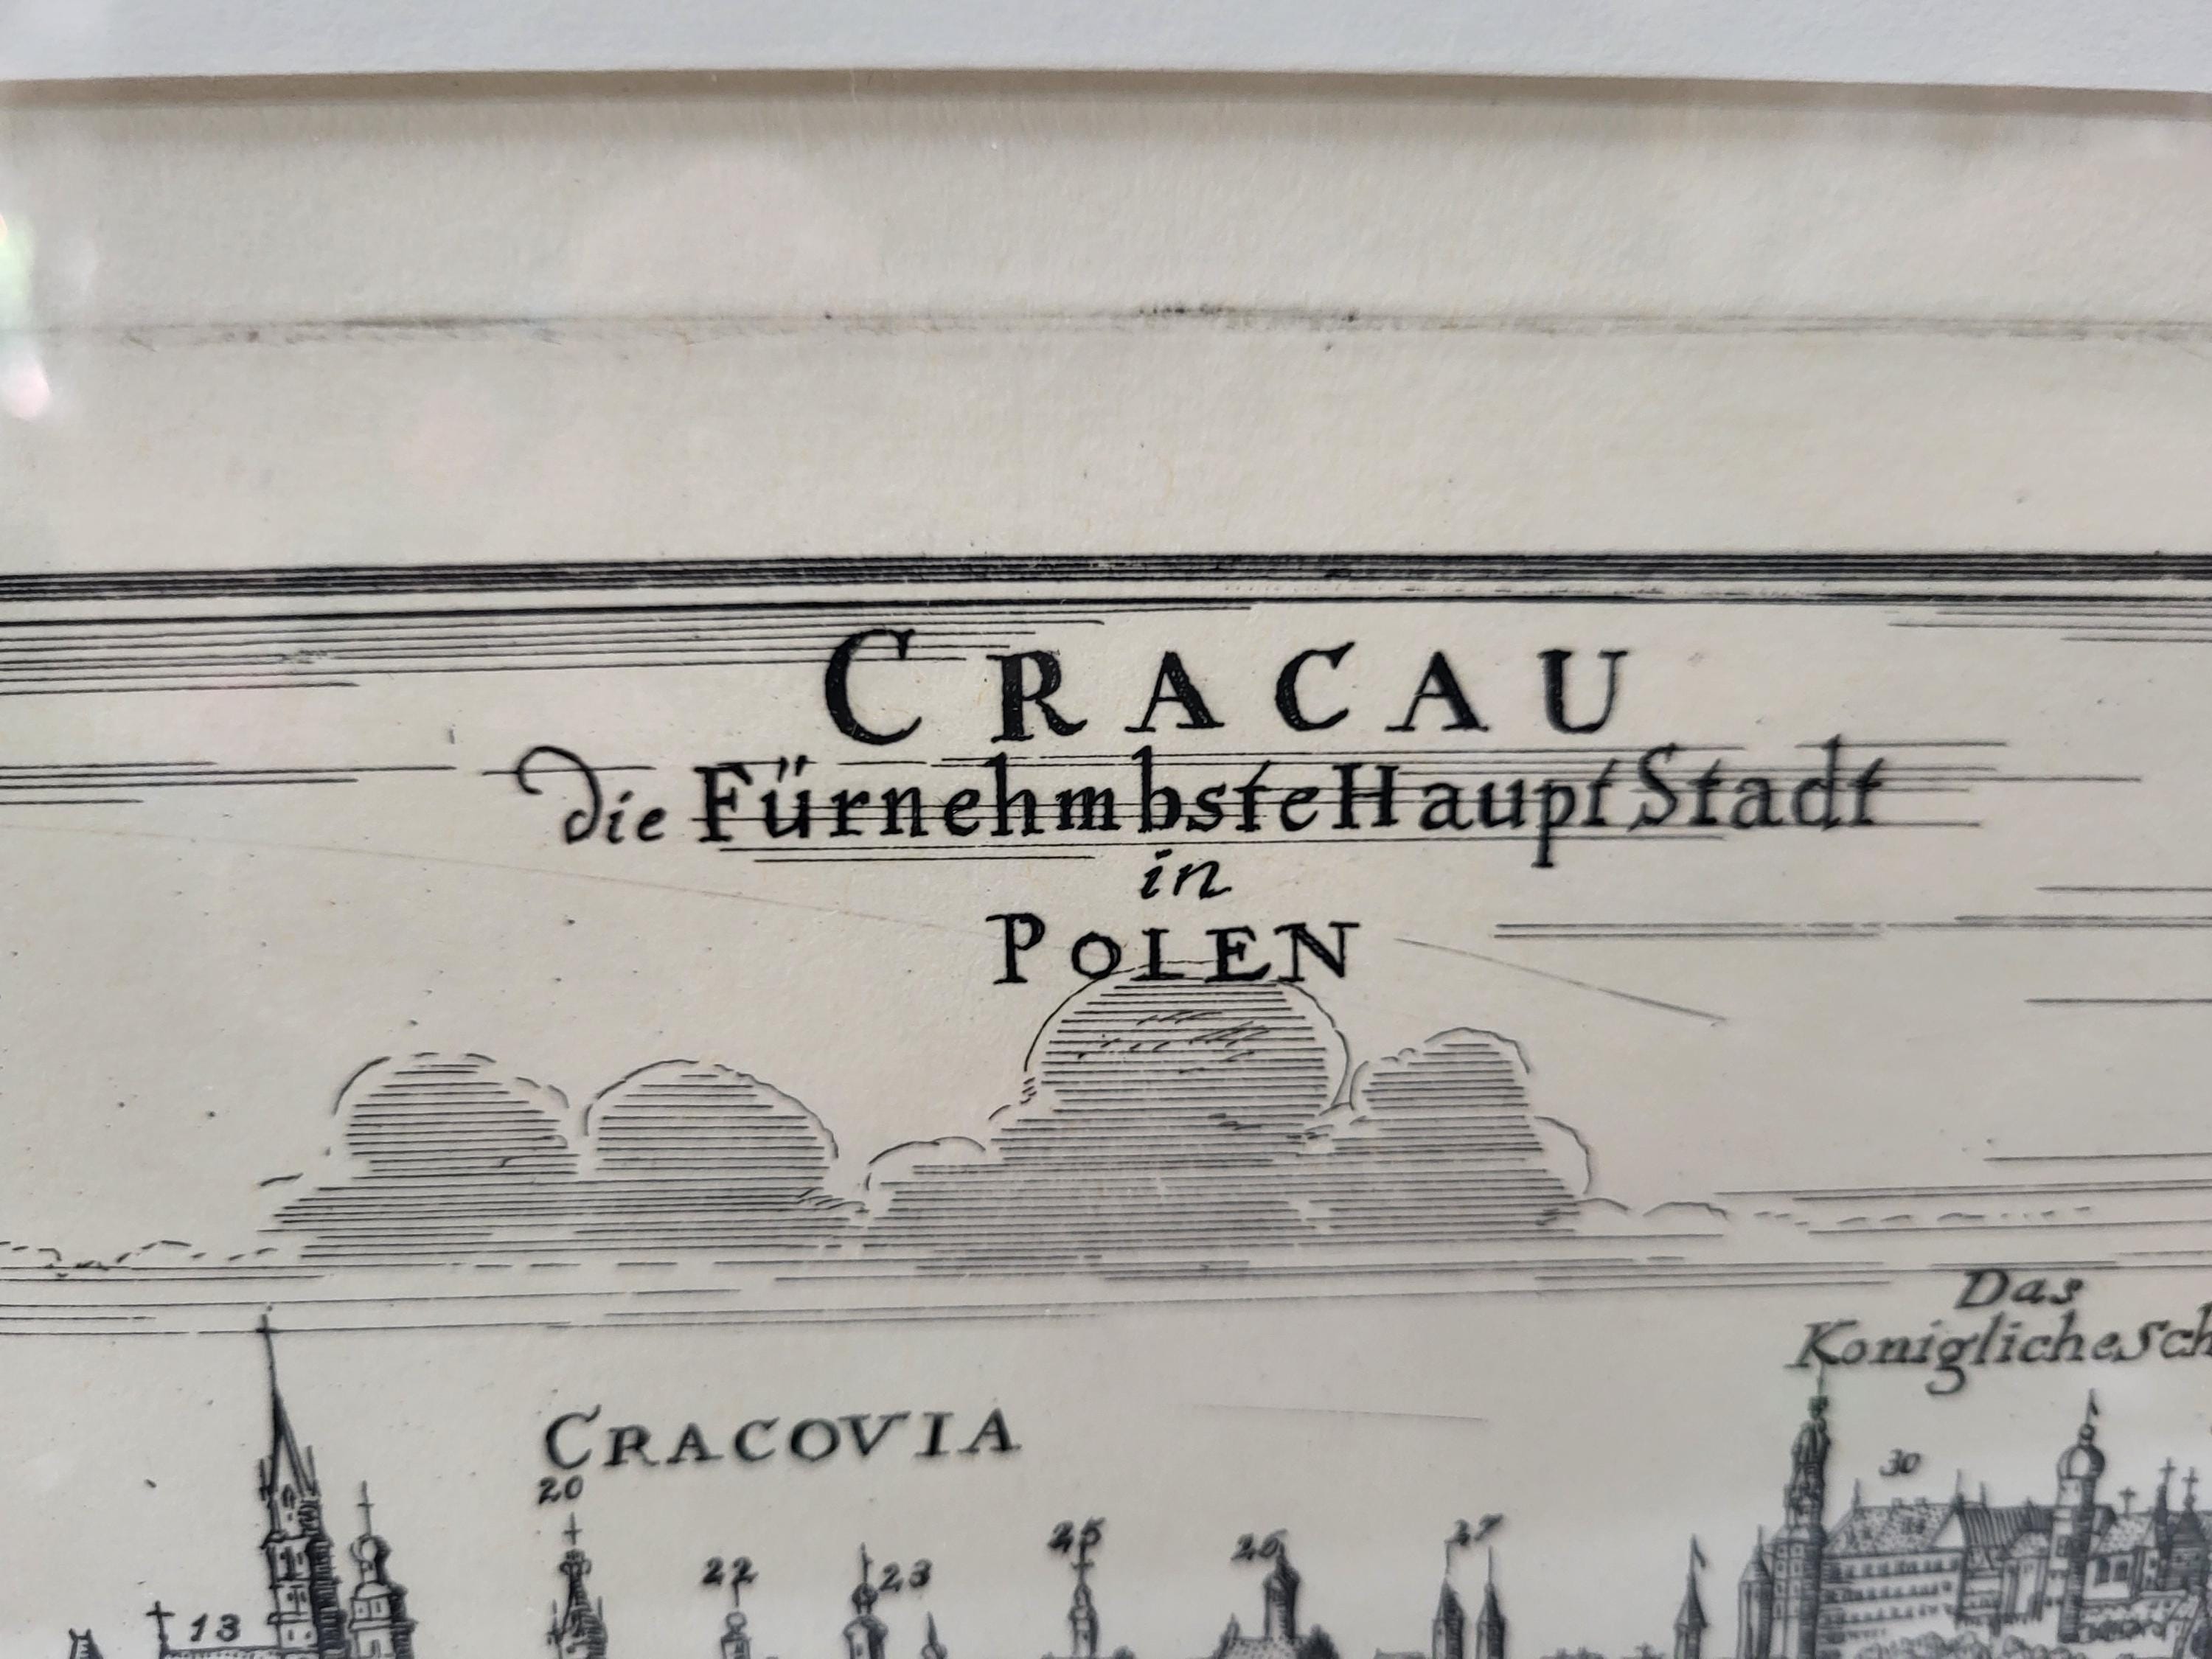 CRACAU
die Fürnehmbste Haupt Stadt
in
POLEN
Das
Konigliche Sch
CRACOVIA
30
20
25
26
27
22
23
13